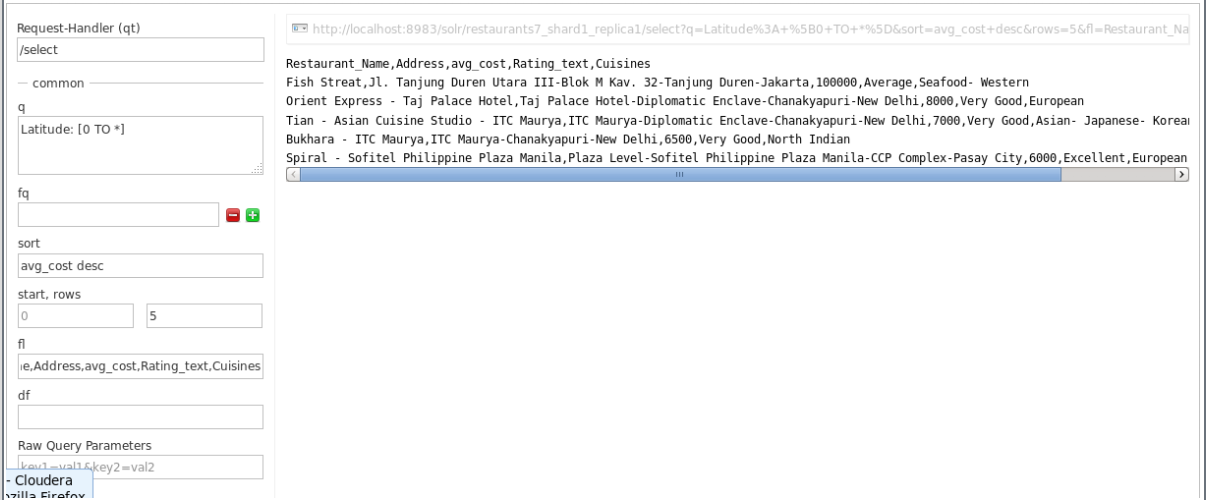 Request-Handler (qt)
/select
common
q
Latitude: [0 TO *]
fq
sort
avg_cost desc
start, rows
0
5
fl
e,Address,avg_cost,Rating_text,Cuisines
df
Raw Query Parameters
key1=val1&key2=val2
- Cloudera
ozilla Firefox
http://localhost:8983/solr/restaurants7_shard1_replica1/select?q=Latitude%3A+%5B0+TO+*%5D&sort=avg_cost+desc&rows=5&fl=Restaurant_Na
Restaurant_Name,Address,avg_cost,Rating_text,Cuisines
Fish Streat,Jl. Tanjung Duren Utara III-Blok M Kav. 32-Tanjung Duren-Jakarta,100000,Average,Seafood- Western
Orient Express - Taj Palace Hotel,Taj Palace Hotel-Diplomatic Enclave-Chanakyapuri-New Delhi,8000,Very Good,European
Tian - Asian Cuisine Studio - ITC Maurya,ITC Maurya-Diplomatic Enclave-Chanakyapuri-New Delhi,7000,Very Good,Asian- Japanese- Korean
Bukhara - ITC Maurya,ITC Maurya-Chanakyapuri-New Delhi,6500,Very Good,North Indian
Spiral - Sofitel Philippine Plaza Manila,Plaza Level-Sofitel Philippine Plaza Manila-CCP Complex-Pasay City,6000,Excellent,European